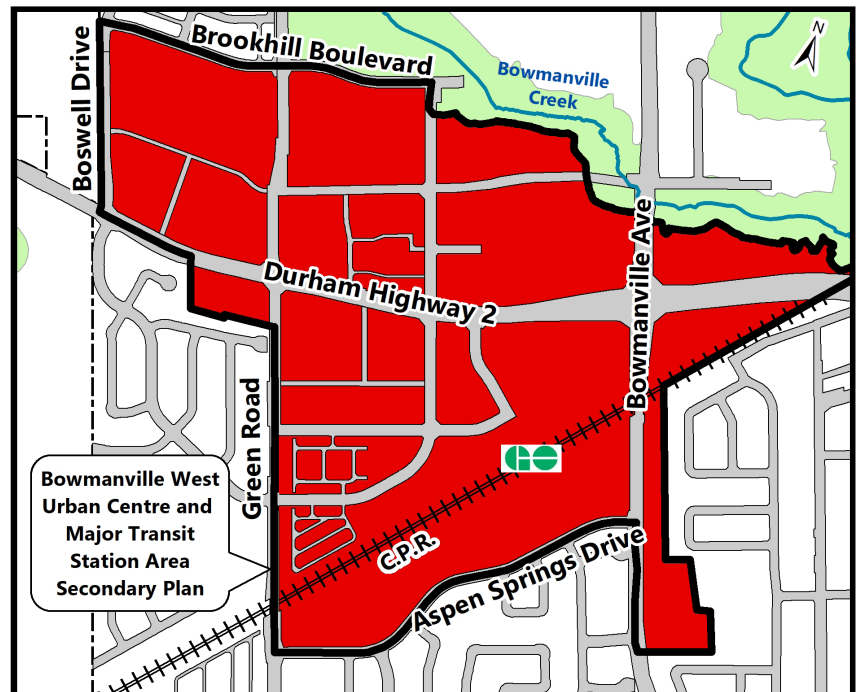 Brookhill Boulevard
Boswell Drive
Bowmanville
Creek
N
Durham Highway 2
Bowmanville Ave
Green Road
GO
Bowmanville West
Urban Centre and
Major Transit
Station Area
Secondary Plan
C.P.R.
Aspen Springs Drive